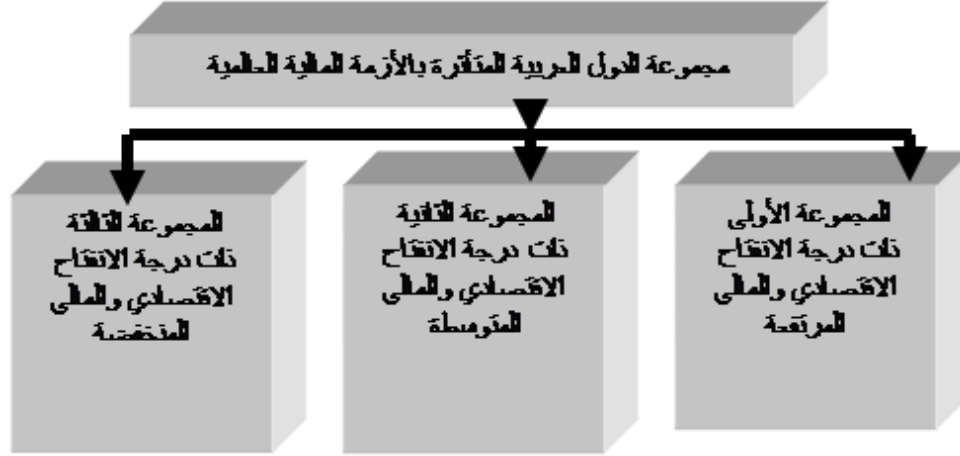 مجموعة الدول العربية المتأثرة بالأزمة المالية العالمية
المجموعة الأولى
ذات درجة الانفتاح
الاقتصادي والمالي
المرتفعة
المجموعة الثانية
ذات درجة الانفتاح
الاقتصادي والمالي
المتوسطة
المجموعة الثالثة
ذات درجة الانفتاح
الاقتصادي والمالي
المنخفضة